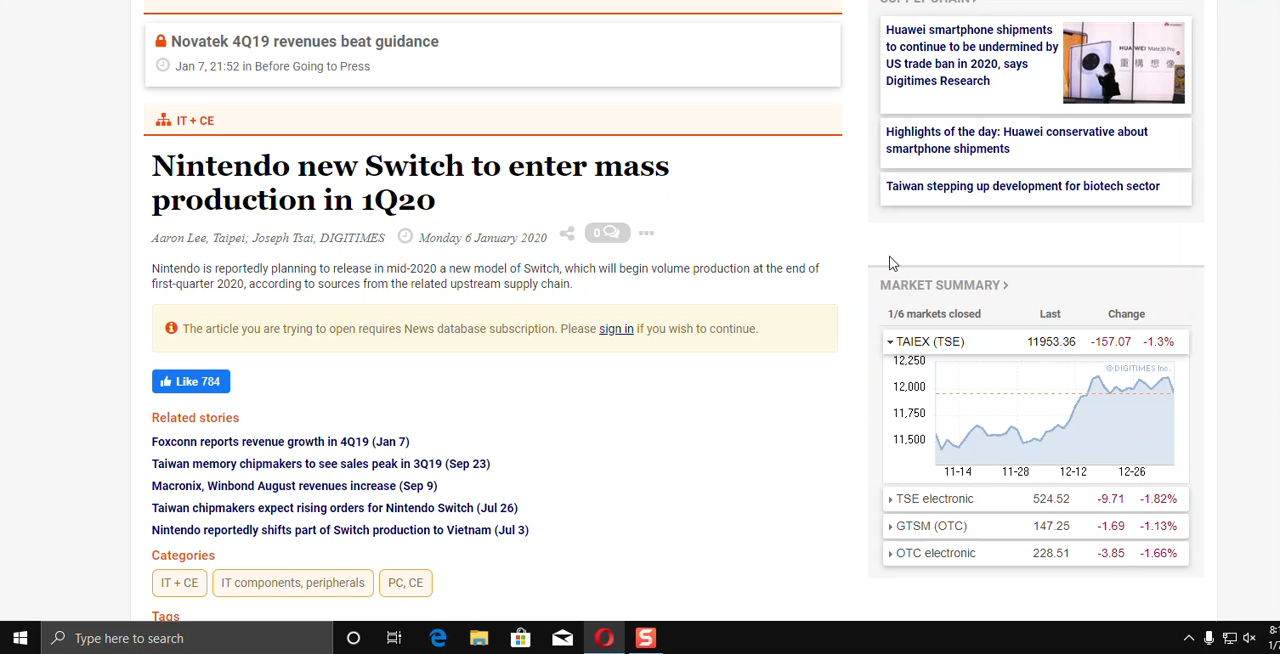 Novatek 4Q19 revenues beat guidance
Jan 7, 21:52 in Before Going to Press
IT + CE
Nintendo new Switch to enter mass
production in 1Q20
Aaron Lee, Taipei; Joseph Tsai, DIGITIMES Monday 6 January 2020 0
Nintendo is reportedly planning to release in mid-2020 a new model of Switch, which will begin volume production at the end of
first-quarter 2020, according to sources from the related upstream supply chain.
The article you are trying to open requires News database subscription. Please sign in if you wish to continue.
Like 784
Related stories
Foxconn reports revenue growth in 4Q19 (Jan 7)
Taiwan memory chipmakers to see sales peak in 3Q19 (Sep 23)
Macronix, Winbond August revenues increase (Sep 9)
Taiwan chipmakers expect rising orders for Nintendo Switch (Jul 26)
Nintendo reportedly shifts part of Switch production to Vietnam (Jul 3)
Categories
IT + CE IT components, peripherals PC, CE
Tags
SUPPLY CHAIN
Huawei smartphone shipments
to continue to be undermined by
US trade ban in 2020, says
Digitimes Research
HUAWEI Mate30 Pro
重構想像
Highlights of the day: Huawei conservative about
smartphone shipments
Taiwan stepping up development for biotech sector
MARKET SUMMARY
1/6 markets closed Last Change
TAIEX (TSE) 11953.36 -157.07 -1.3%
© DIGITIMES Inc.
12,250
12,000
11,750
11,500
11-14 11-28 12-12 12-26
TSE electronic 524.52 -9.71 -1.82%
GTSM (OTC) 147.25 -1.69 -1.13%
OTC electronic 228.51 -3.85 -1.66%
Type here to search